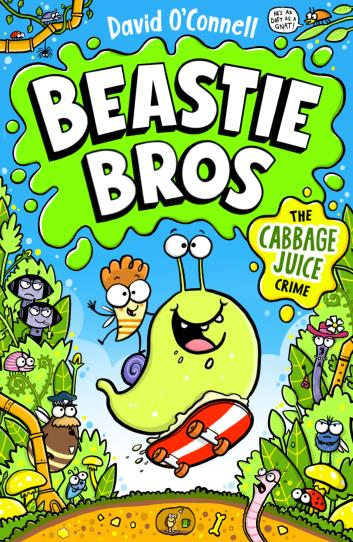 David O'Connell
HE'S AS
DAFT AS A
GNAT!
BEASTIE
BROS
THE
CABBAGE
JUICE
CRIME